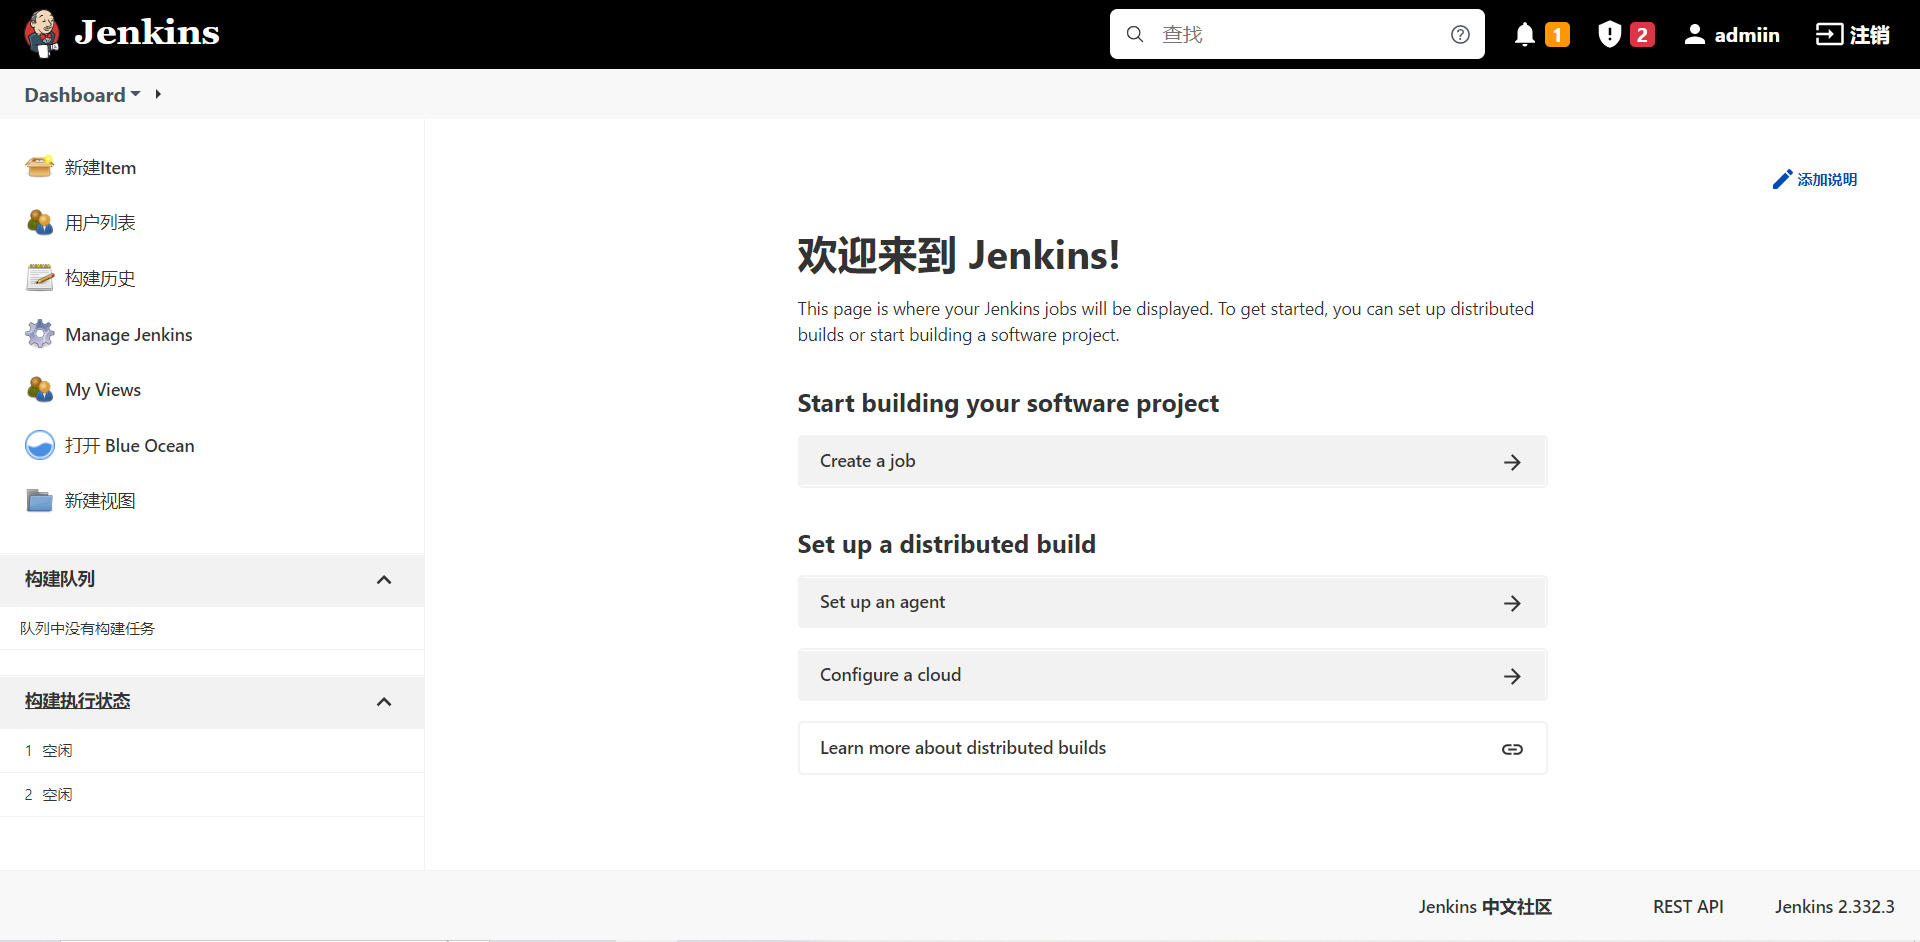 Jenkins
查找
1
2
admiin
注销
Dashboard
新建Item
用户列表
构建历史
Manage Jenkins
My Views
打开 Blue Ocean
新建视图
构建队列
队列中没有构建任务
构建执行状态
1 空闲
2 空闲
添加说明
欢迎来到 Jenkins!
This page is where your Jenkins jobs will be displayed. To get started, you can set up distributed
builds or start building a software project.
Start building your software project
Create a job
Set up a distributed build
Set up an agent
Configure a cloud
Learn more about distributed builds
Jenkins 中文社区
REST API
Jenkins 2.332.3